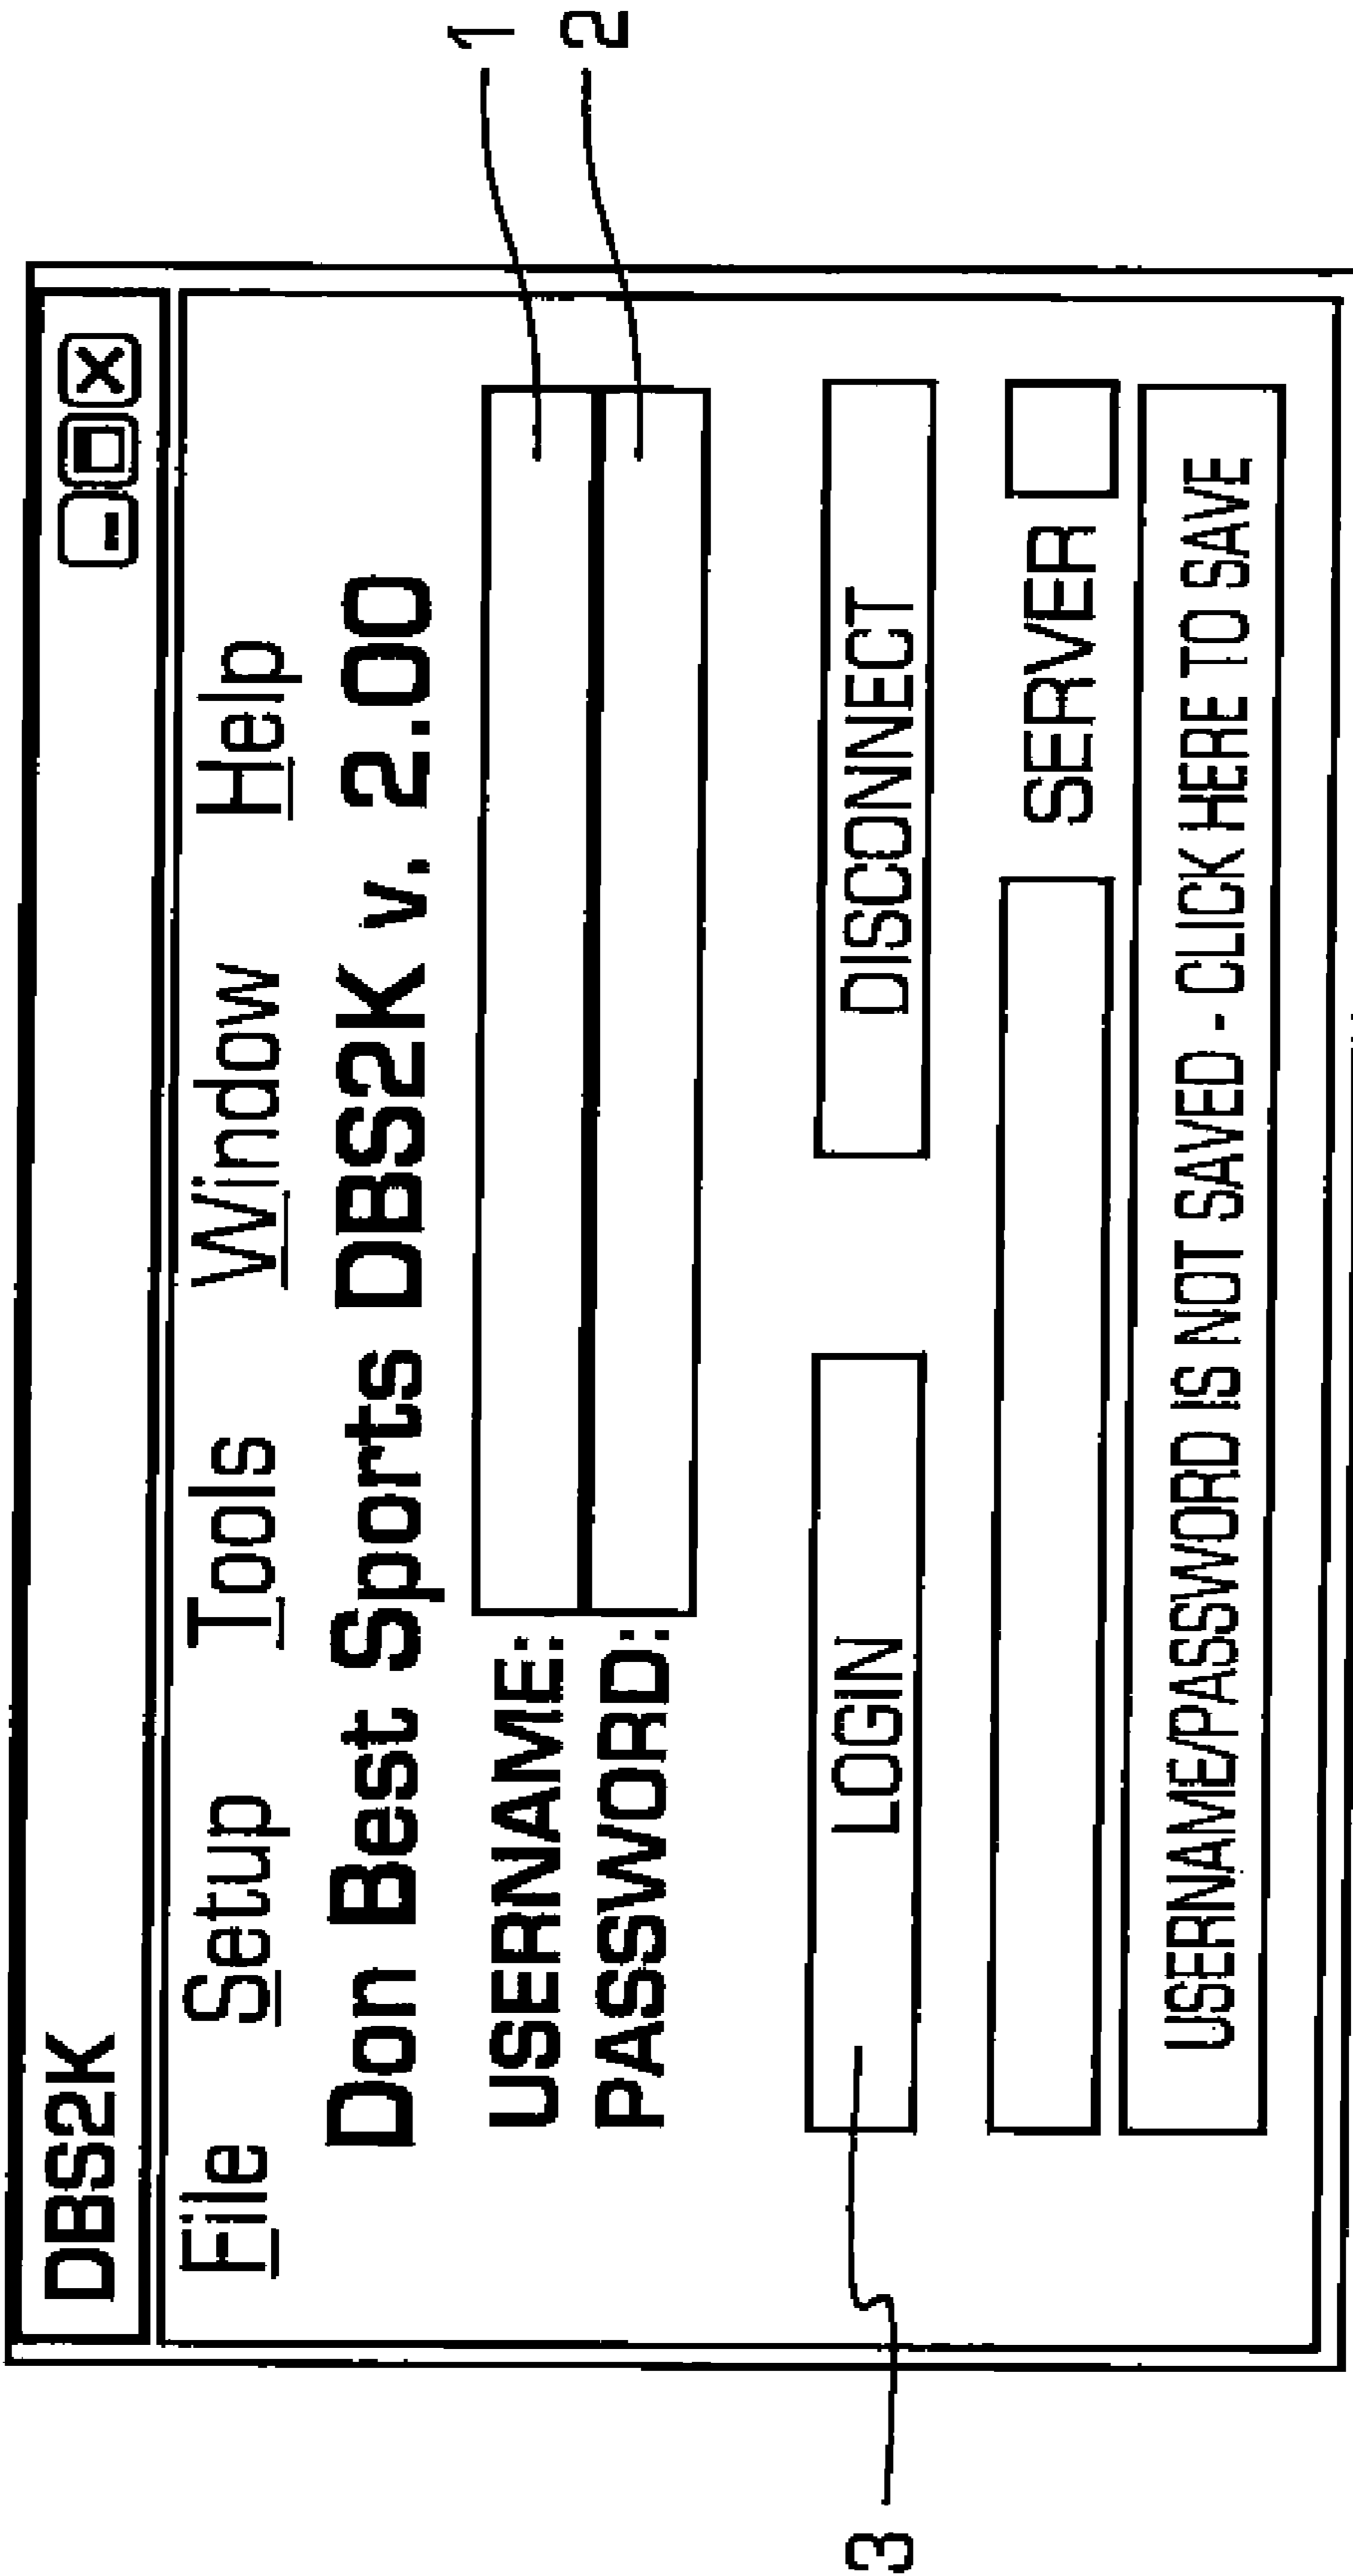 DBS2K
File Setup Tools Window Help
Don Best Sports DBS2K v. 2.00
USERNAME: 1
PASSWORD: 2
3 LOGIN DISCONNECT
SERVER
USERNAME/PASSWORD IS NOT SAVED - CLICK HERE TO SAVE